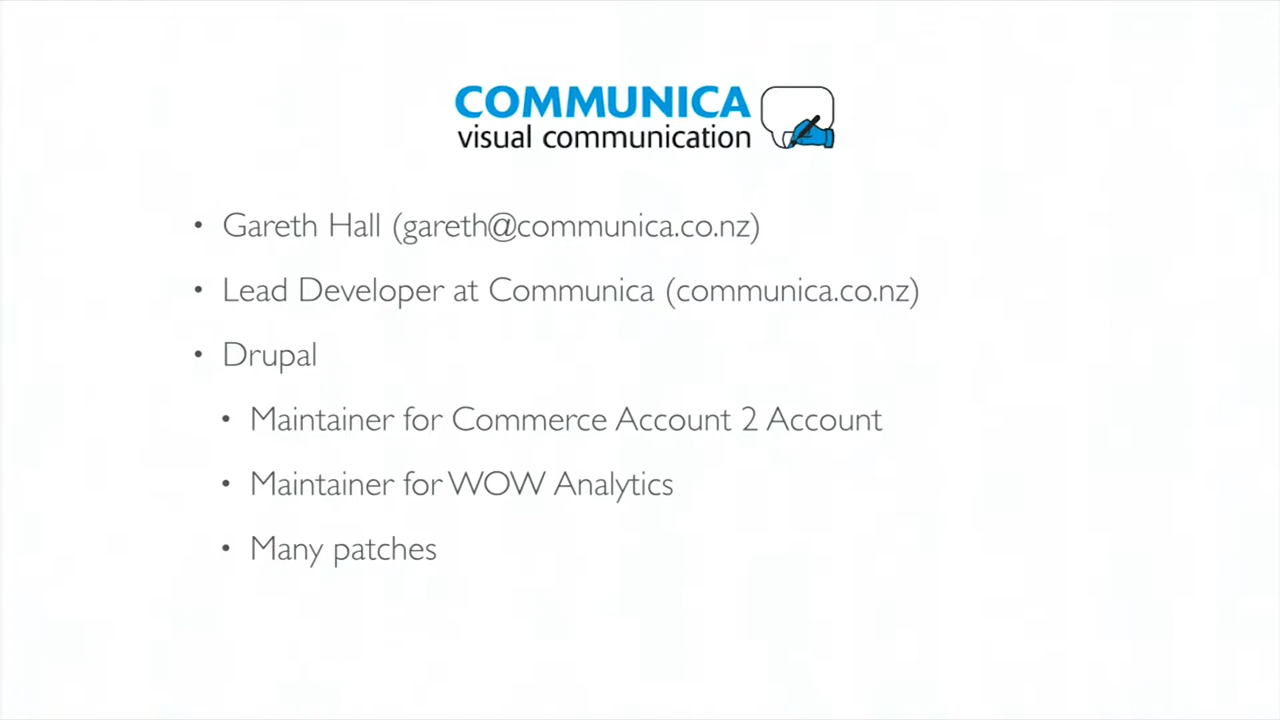 COMMUNICA
visual communication
• Gareth Hall (gareth@communica.co.nz)
• Lead Developer at Communica (communica.co.nz)
• Drupal
• Maintainer for Commerce Account 2 Account
• Maintainer for WOW Analytics
• Many patches